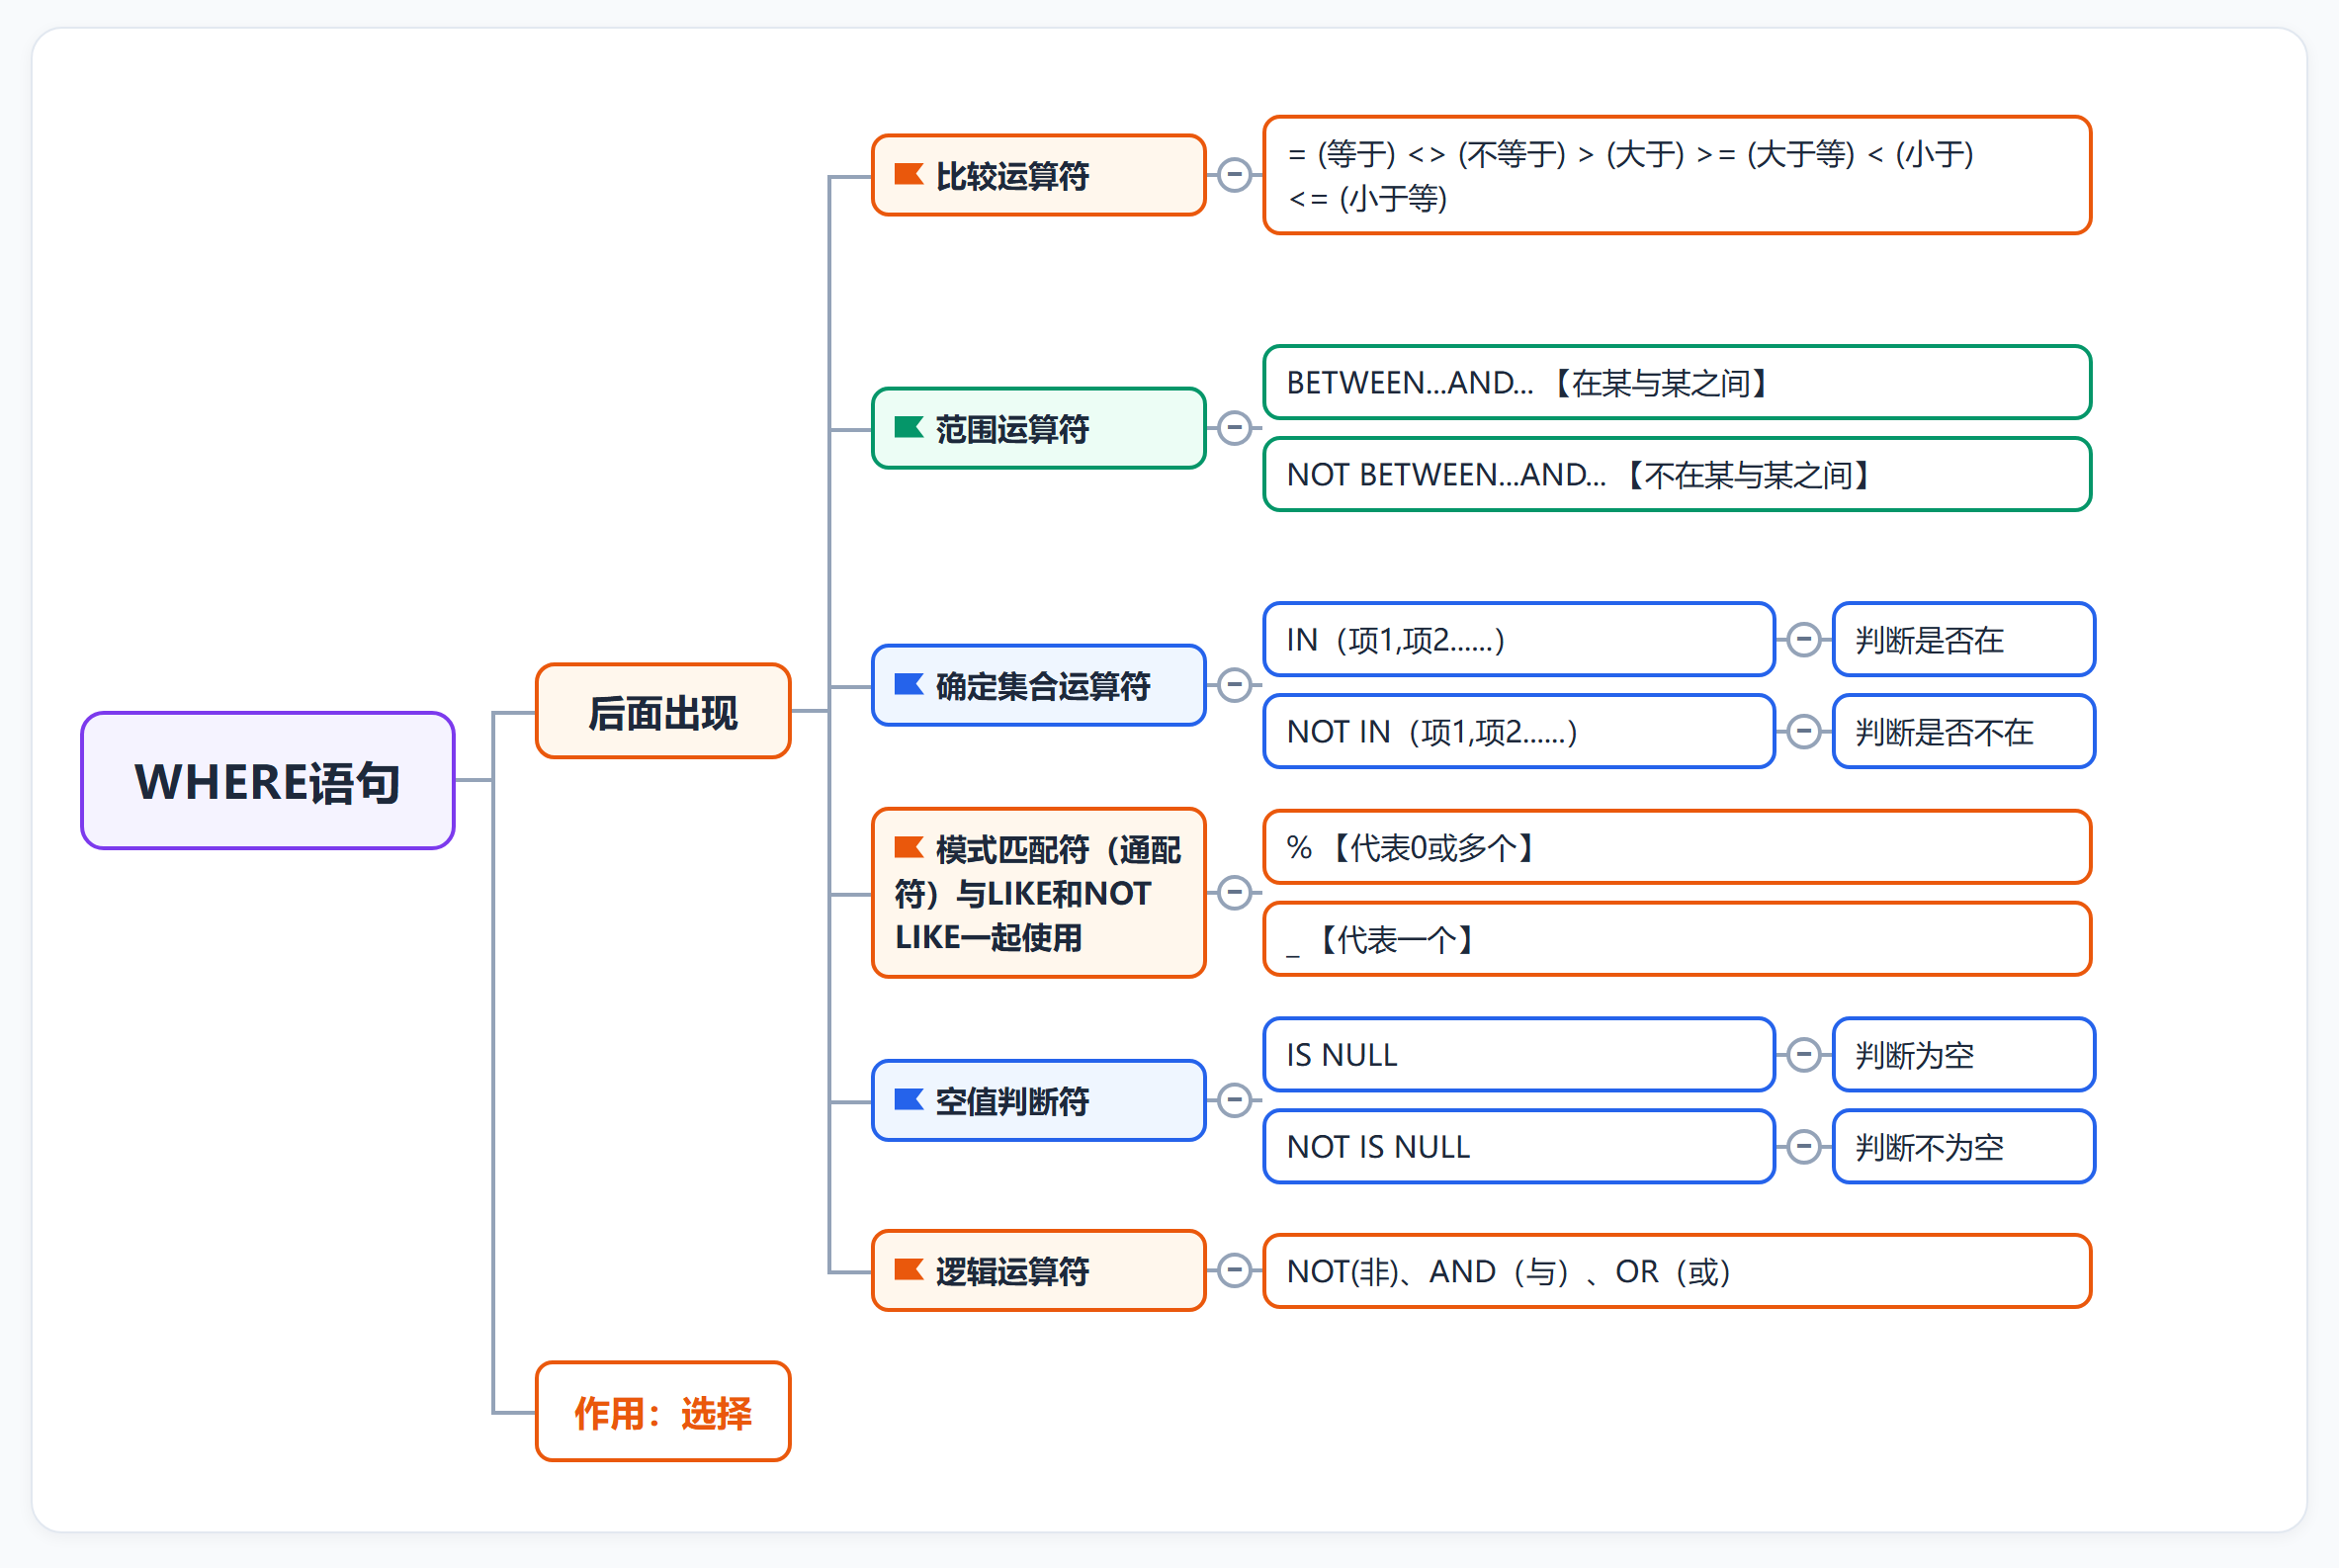 WHERE语句
后面出现
比较运算符
= (等于) <> (不等于) > (大于) >= (大于等) < (小于)
<= (小于等)
范围运算符
BETWEEN...AND... 【在某与某之间】
NOT BETWEEN...AND... 【不在某与某之间】
确定集合运算符
IN（项1,项2......）
判断是否在
NOT IN（项1,项2......）
判断是否不在
模式匹配符（通配
符）与LIKE和NOT
LIKE一起使用
% 【代表0或多个】
_ 【代表一个】
空值判断符
IS NULL
判断为空
NOT IS NULL
判断不为空
逻辑运算符
NOT(非)、AND（与）、OR（或）
作用：选择